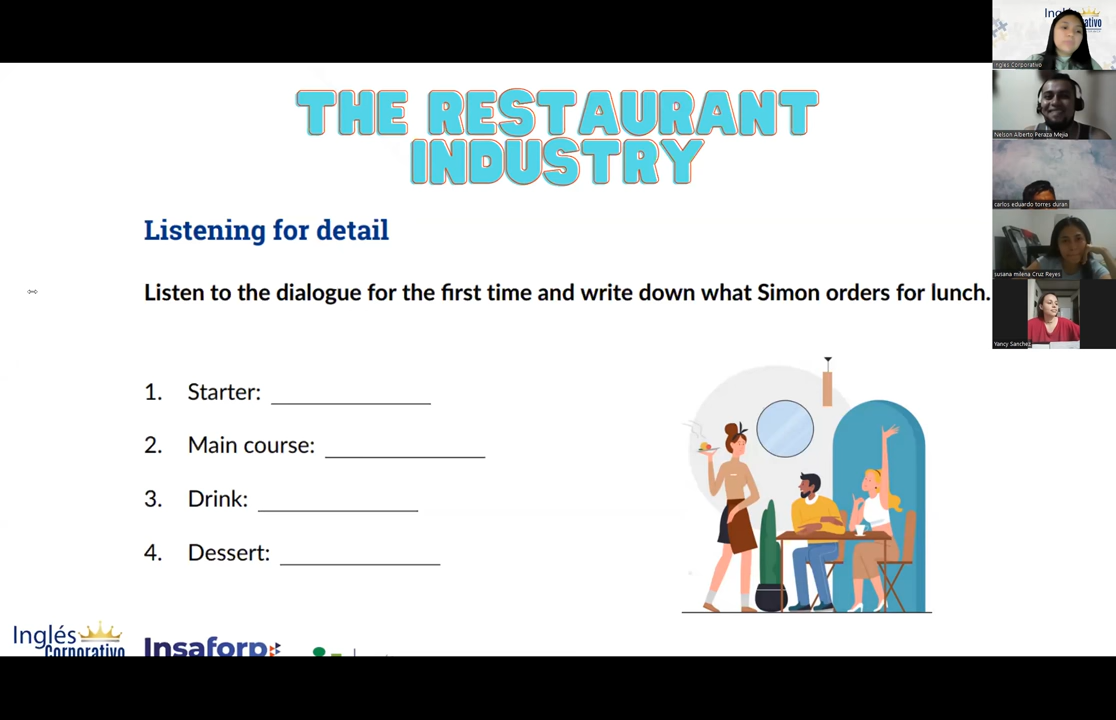 THE RESTAURANT
INDUSTRY
Listening for detail
Listen to the dialogue for the first time and write down what Simon orders for lunch.
1. Starter:
2. Main course:
3. Drink:
4. Dessert:
Inglés
Corporativo
Insaforp
Inglés Corporativo
Nelson Alberto Peraza Mejia
carlos eduardo torres duran
susana milena Cruz Reyes
Yancy Sanchez